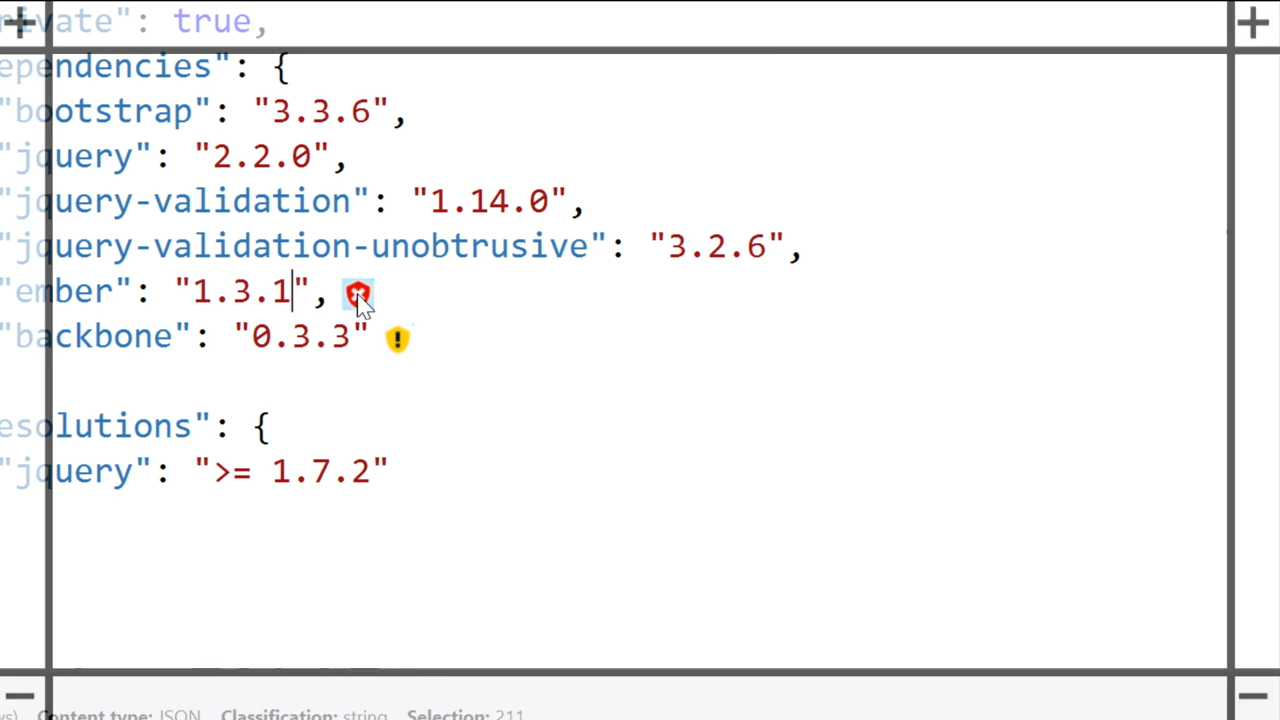 rivate": true,
ependencies": {
"bootstrap": "3.3.6",
"jquery": "2.2.0",
"jquery-validation": "1.14.0",
"jquery-validation-unobtrusive": "3.2.6",
"ember": "1.3.1",
"backbone": "0.3.3"
esolutions": {
"jquery": ">= 1.7.2"
ws) Content type: JSON Classification: string Selection: 211